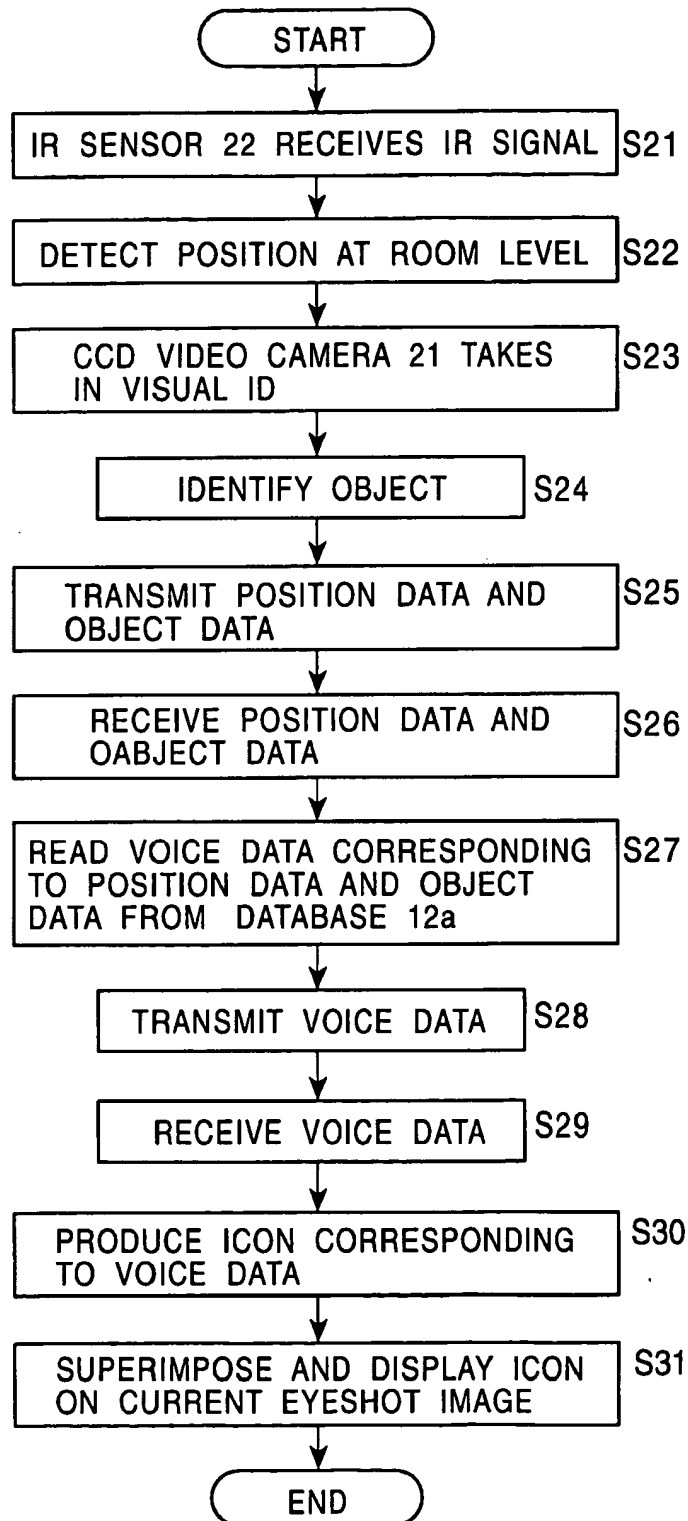 START
IR SENSOR 22 RECEIVES IR SIGNAL S21
DETECT POSITION AT ROOM LEVEL S22
CCD VIDEO CAMERA 21 TAKES S23
IN VISUAL ID
IDENTIFY OBJECT S24
TRANSMIT POSITION DATA AND S25
OBJECT DATA
RECEIVE POSITION DATA AND S26
OABJECT DATA
READ VOICE DATA CORRESPONDING S27
TO POSITION DATA AND OBJECT
DATA FROM DATABASE 12a
TRANSMIT VOICE DATA S28
RECEIVE VOICE DATA S29
PRODUCE ICON CORRESPONDING S30
TO VOICE DATA
SUPERIMPOSE AND DISPLAY ICON S31
ON CURRENT EYESHOT IMAGE
END